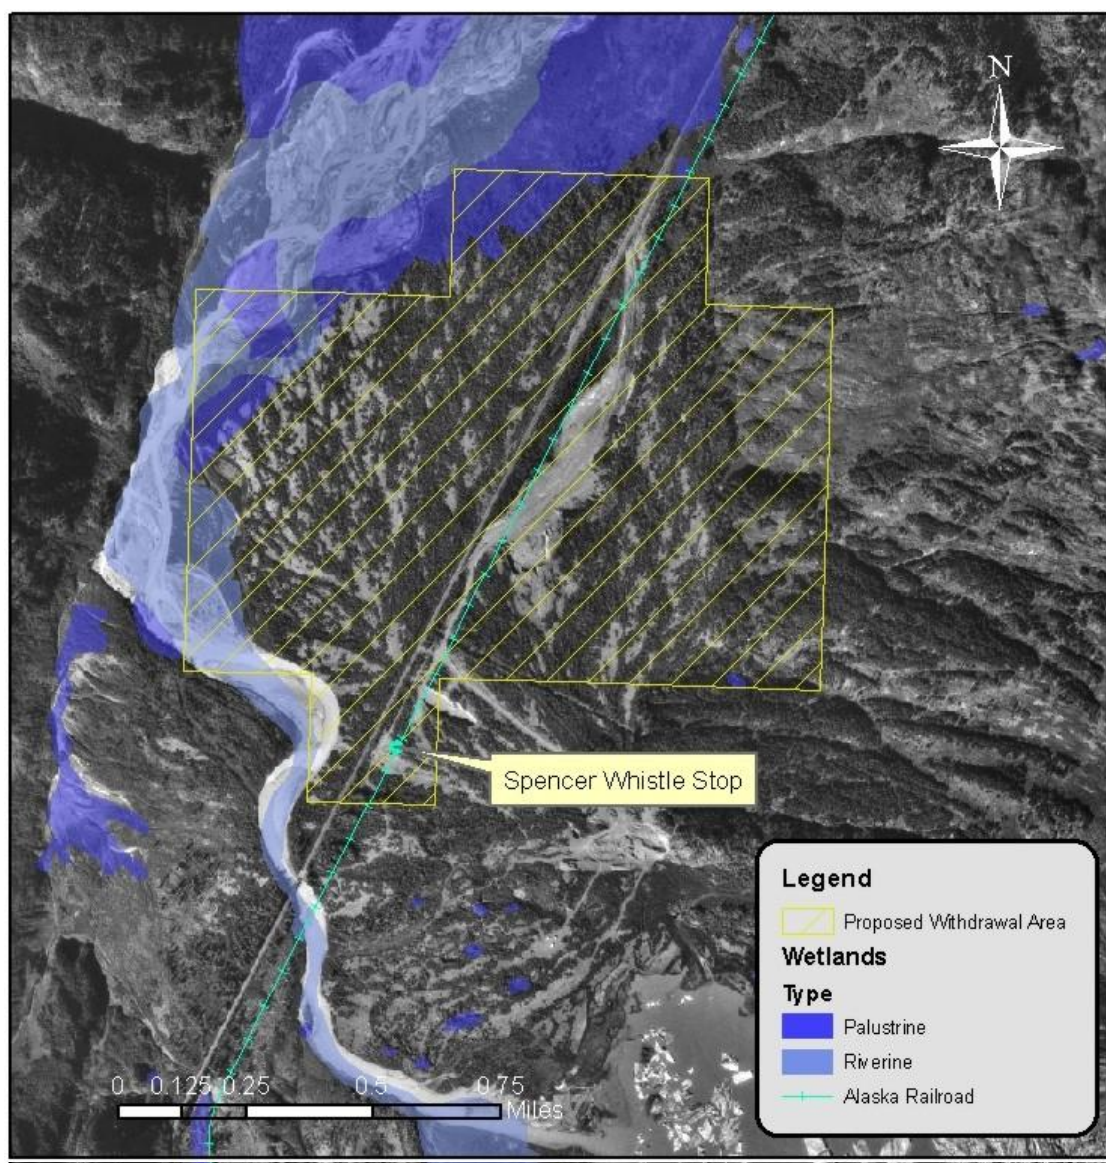 N
Spencer Whistle Stop
Legend
Proposed Withdrawal Area
Wetlands
Type
Palustrine
Riverine
Alaska Railroad
0 0.125 0.25 0.5 0.75
Miles